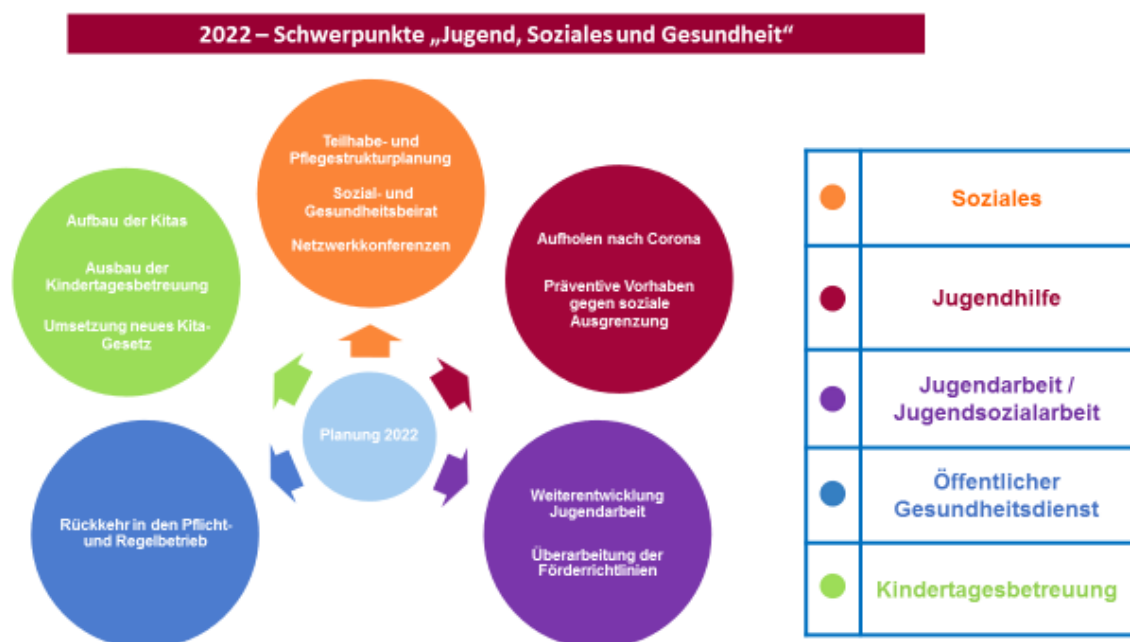 2022 – Schwerpunkte „Jugend, Soziales und Gesundheit“
Teilhabe- und
Pflegestrukturplanung
Sozial- und
Gesundheitsbeirat
Netzwerkkonferenzen
Aufbau der Kitas
Ausbau der
Kindertagesbetreuung
Umsetzung neues Kita-
Gesetz
Aufholen nach Corona
Präventive Vorhaben
gegen soziale
Ausgrenzung
Planung 2022
Rückkehr in den Pflicht-
und Regelbetrieb
Weiterentwicklung
Jugendarbeit
Überarbeitung der
Förderrichtlinien
Soziales
Jugendhilfe
Jugendarbeit /
Jugendsozialarbeit
Öffentlicher
Gesundheitsdienst
Kindertagesbetreuung